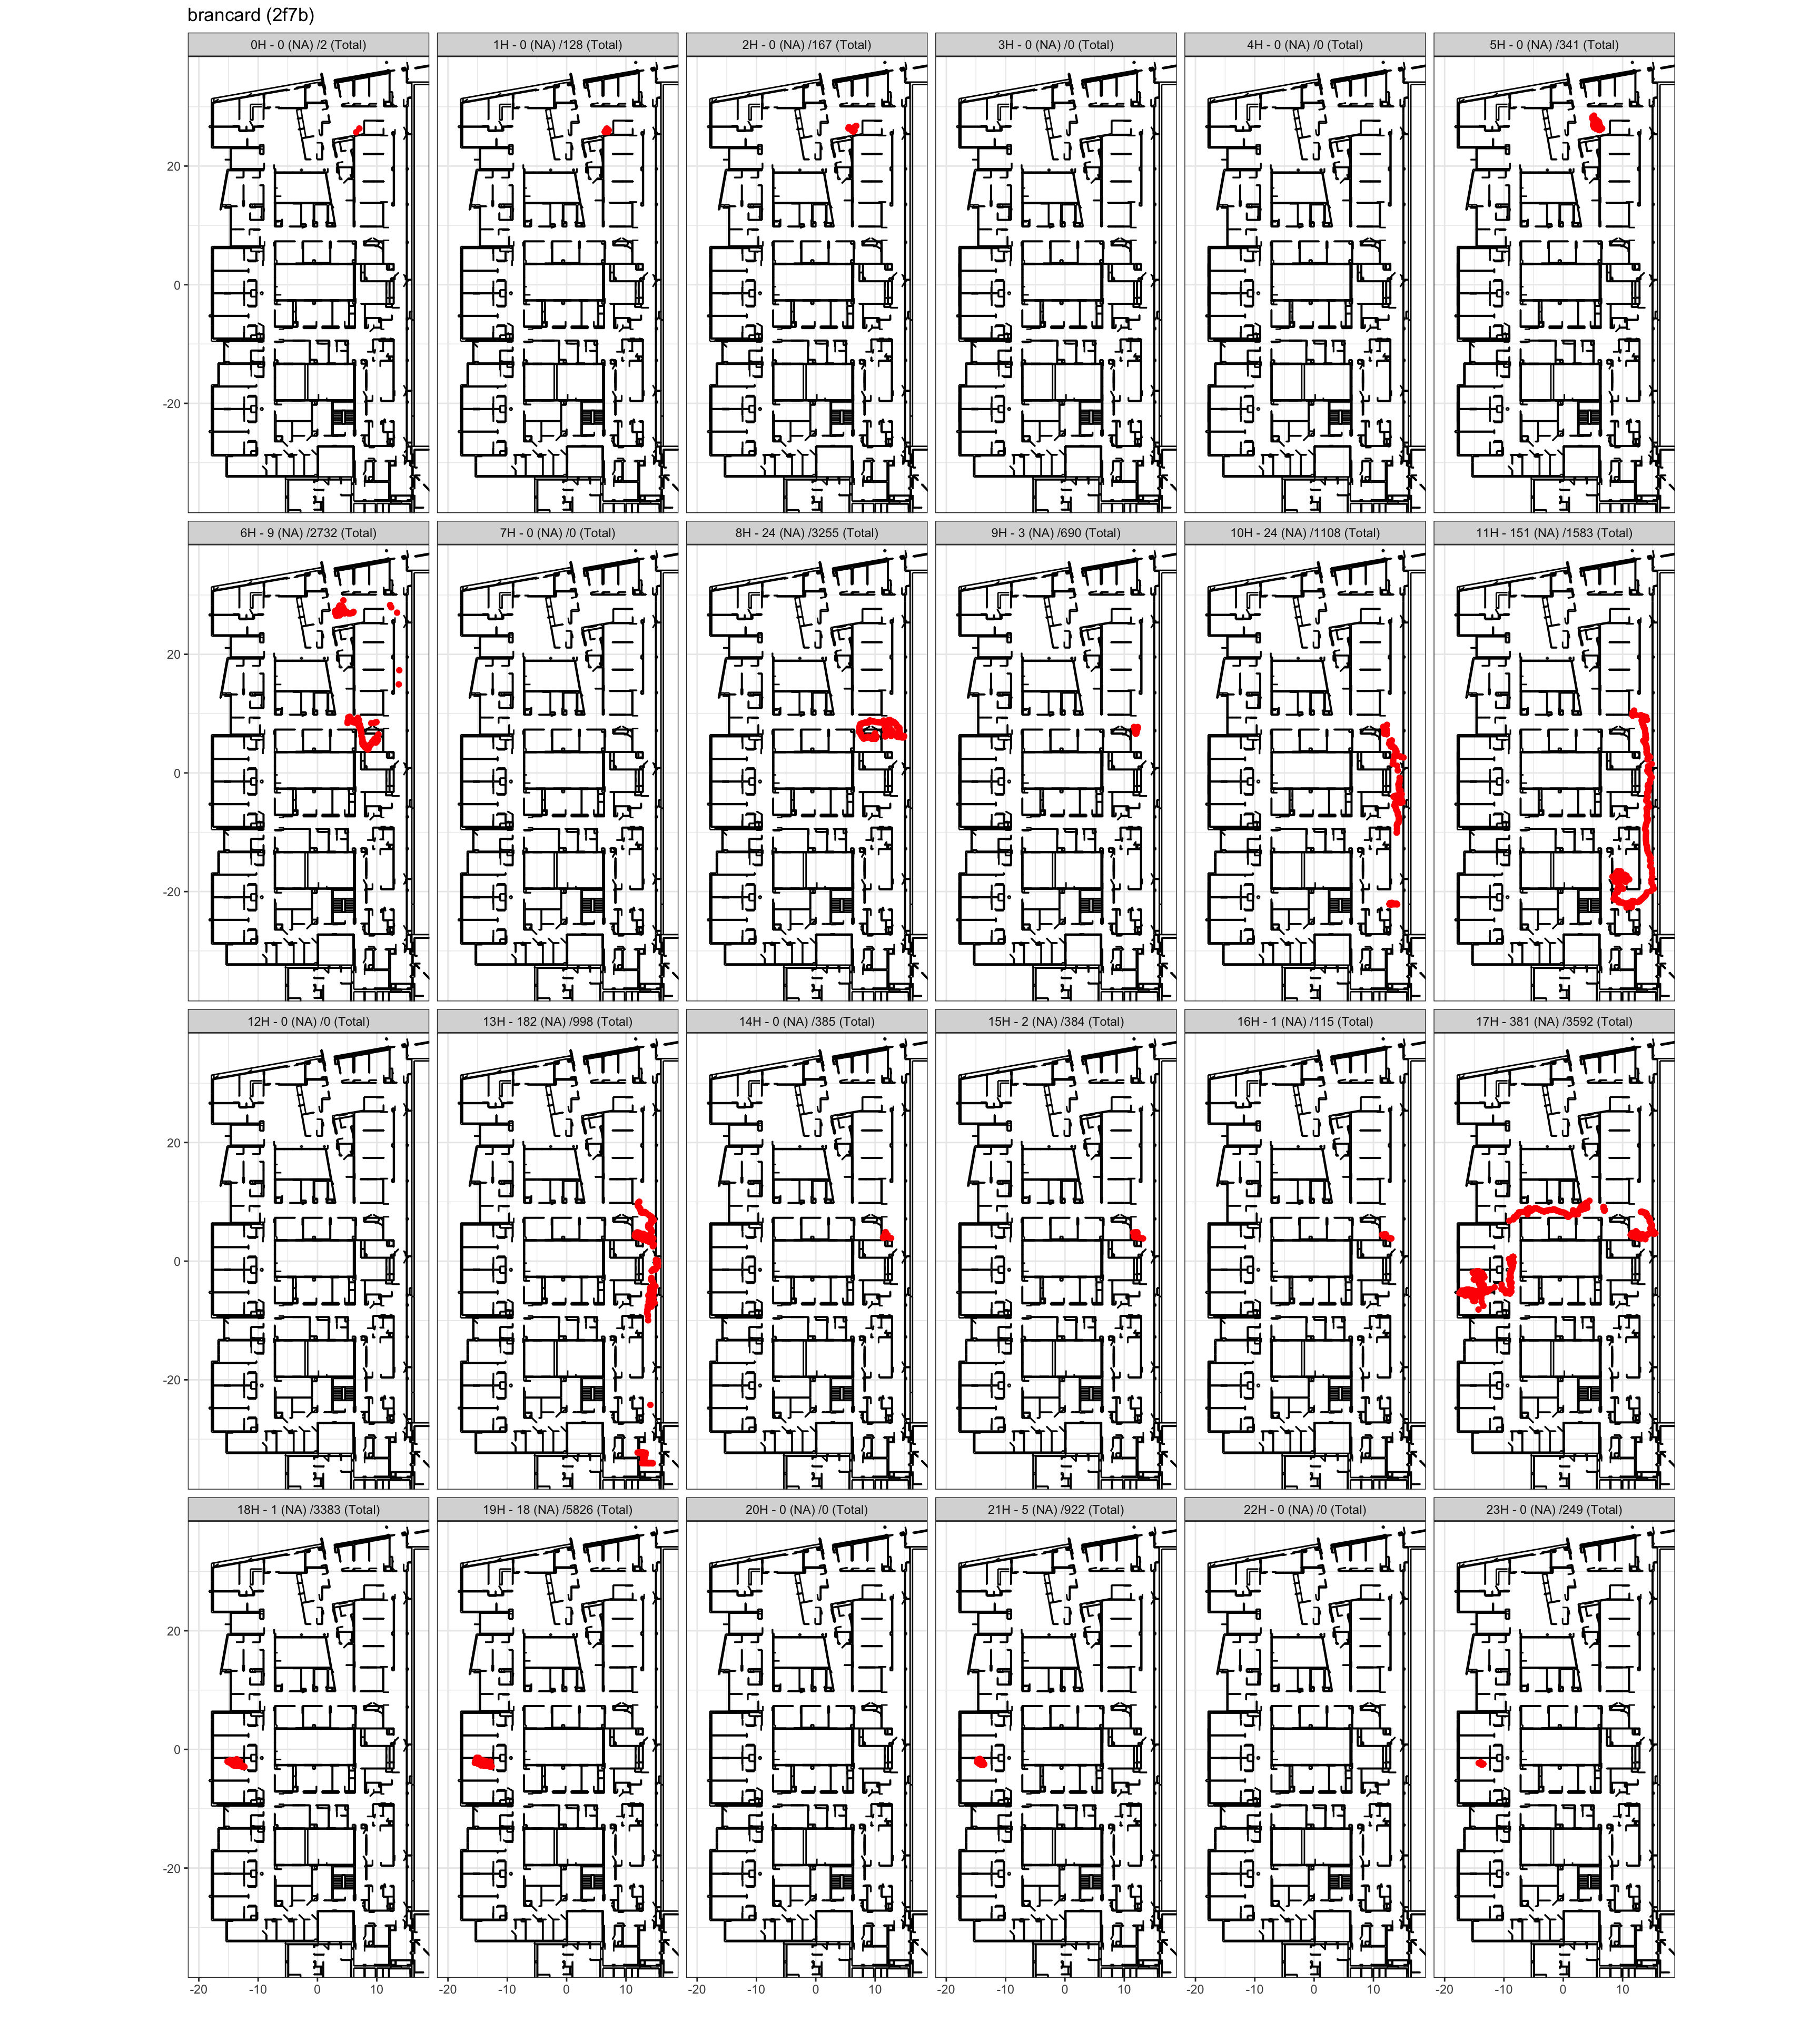 brancard (2f7b)
0H - 0 (NA) /2 (Total)
1H - 0 (NA) /128 (Total)
2H - 0 (NA) /167 (Total)
3H - 0 (NA) /0 (Total)
4H - 0 (NA) /0 (Total)
5H - 0 (NA) /341 (Total)
20
0
-20
6H - 9 (NA) /2732 (Total)
7H - 0 (NA) /0 (Total)
8H - 24 (NA) /3255 (Total)
9H - 3 (NA) /690 (Total)
10H - 24 (NA) /1108 (Total)
11H - 151 (NA) /1583 (Total)
20
0
-20
12H - 0 (NA) /0 (Total)
13H - 182 (NA) /998 (Total)
14H - 0 (NA) /385 (Total)
15H - 2 (NA) /384 (Total)
16H - 1 (NA) /115 (Total)
17H - 381 (NA) /3592 (Total)
20
0
-20
18H - 1 (NA) /3383 (Total)
19H - 18 (NA) /5826 (Total)
20H - 0 (NA) /0 (Total)
21H - 5 (NA) /922 (Total)
22H - 0 (NA) /0 (Total)
23H - 0 (NA) /249 (Total)
20
0
-20
-20 -10 0 10
-20 -10 0 10
-20 -10 0 10
-20 -10 0 10
-20 -10 0 10
-20 -10 0 10